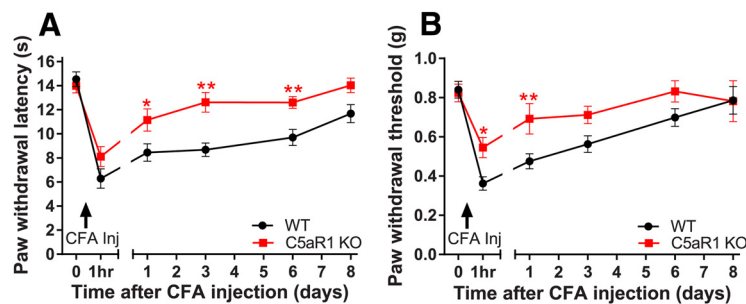 A
Paw withdrawal latency (s)
16
14
12
10
8
6
4
2
0
* ** **
CFA Inj
WT
C5aR1 KO
0 1hr 1 2 3 4 5 6 7 8
Time after CFA injection (days)
B
Paw withdrawal threshold (g)
1.0
0.8
0.6
0.4
0.2
0.0
* **
CFA Inj
WT
C5aR1 KO
0 1hr 1 2 3 4 5 6 7 8
Time after CFA injection (days)